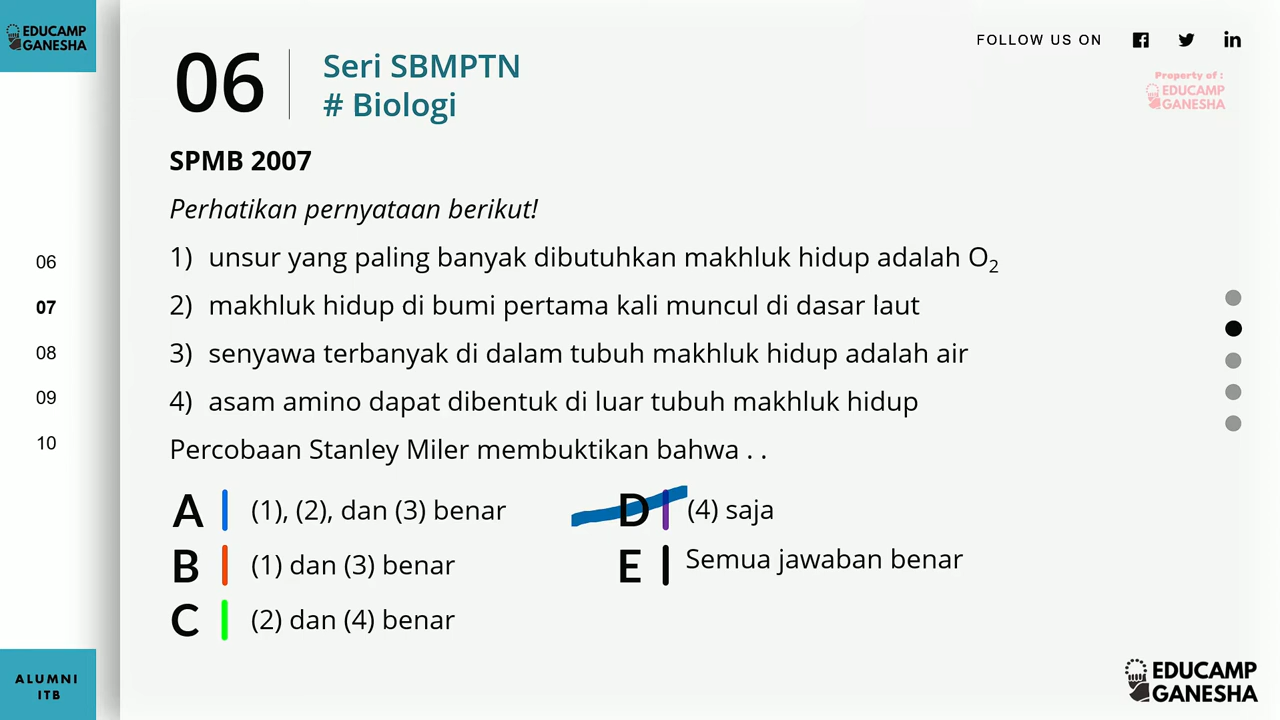 EDUCAMP
GANESHA
06
Seri SBMPTN
# Biologi
FOLLOW US ON
Property of :
EDUCAMP
GANESHA
SPMB 2007
Perhatikan pernyataan berikut!
1) unsur yang paling banyak dibutuhkan makhluk hidup adalah O₂
2) makhluk hidup di bumi pertama kali muncul di dasar laut
3) senyawa terbanyak di dalam tubuh makhluk hidup adalah air
4) asam amino dapat dibentuk di luar tubuh makhluk hidup
Percobaan Stanley Miler membuktikan bahwa . .
A (1), (2), dan (3) benar
B (1) dan (3) benar
C (2) dan (4) benar
D (4) saja
E Semua jawaban benar
06
07
08
09
10
ALUMNI
ITB
EDUCAMP
GANESHA